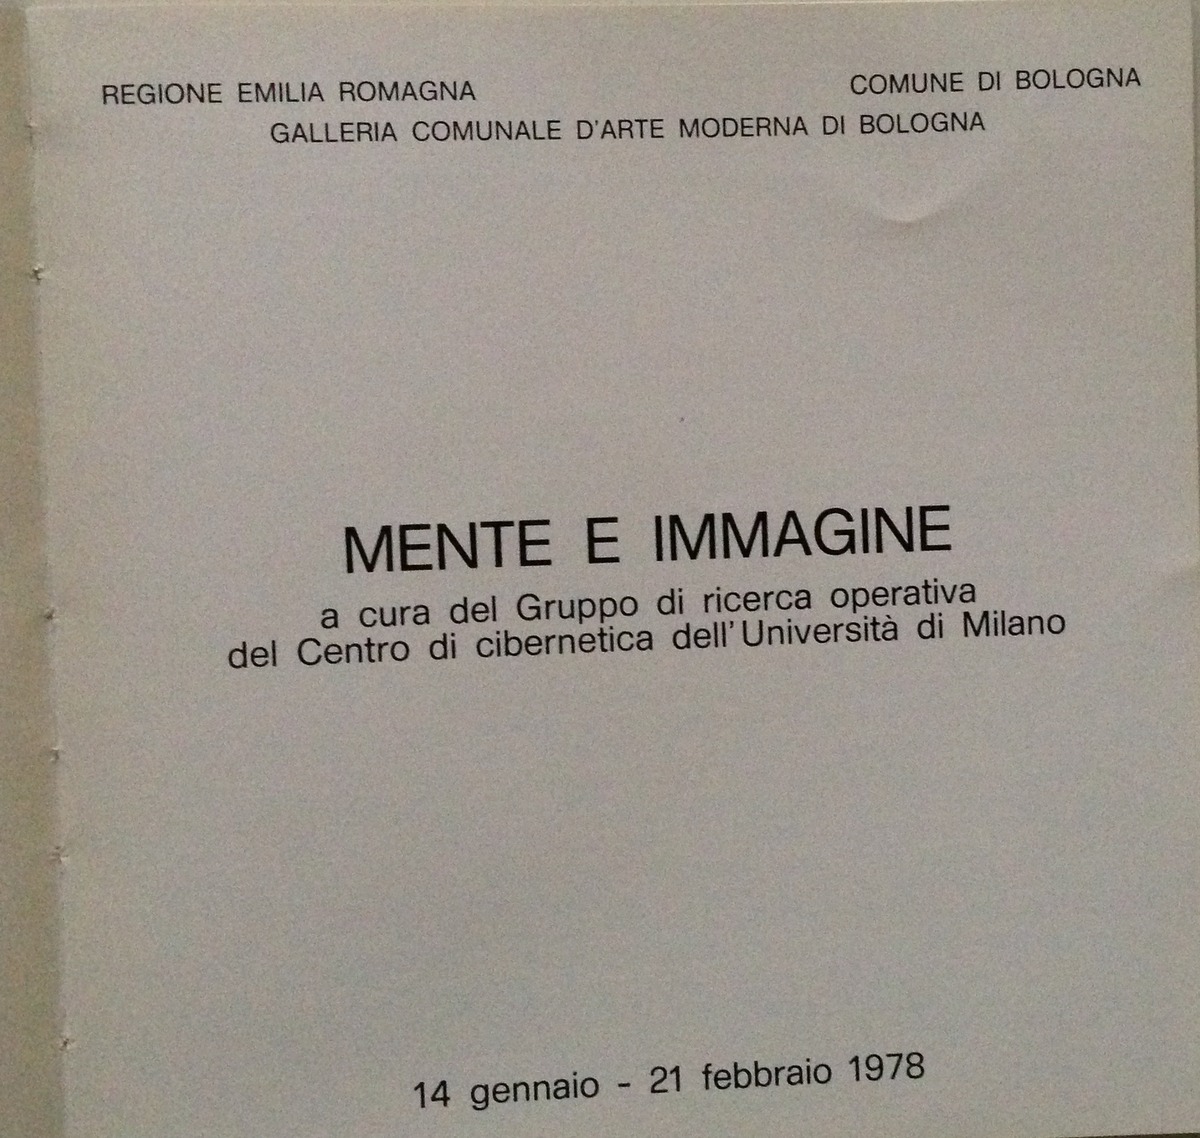 REGIONE EMILIA ROMAGNA COMUNE DI BOLOGNA
GALLERIA COMUNALE D'ARTE MODERNA DI BOLOGNA
MENTE E IMMAGINE
a cura del Gruppo di ricerca operativa
del Centro di cibernetica dell'Università di Milano
14 gennaio - 21 febbraio 1978